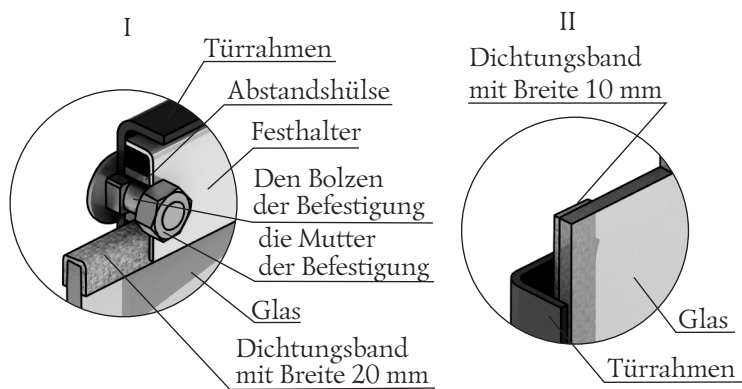 I
Türrahmen
Abstandshülse
Festhalter
Den Bolzen
der Befestigung
die Mutter
der Befestigung
Glas
Dichtungsband
mit Breite 20 mm
II
Dichtungsband
mit Breite 10 mm
Glas
Türrahmen